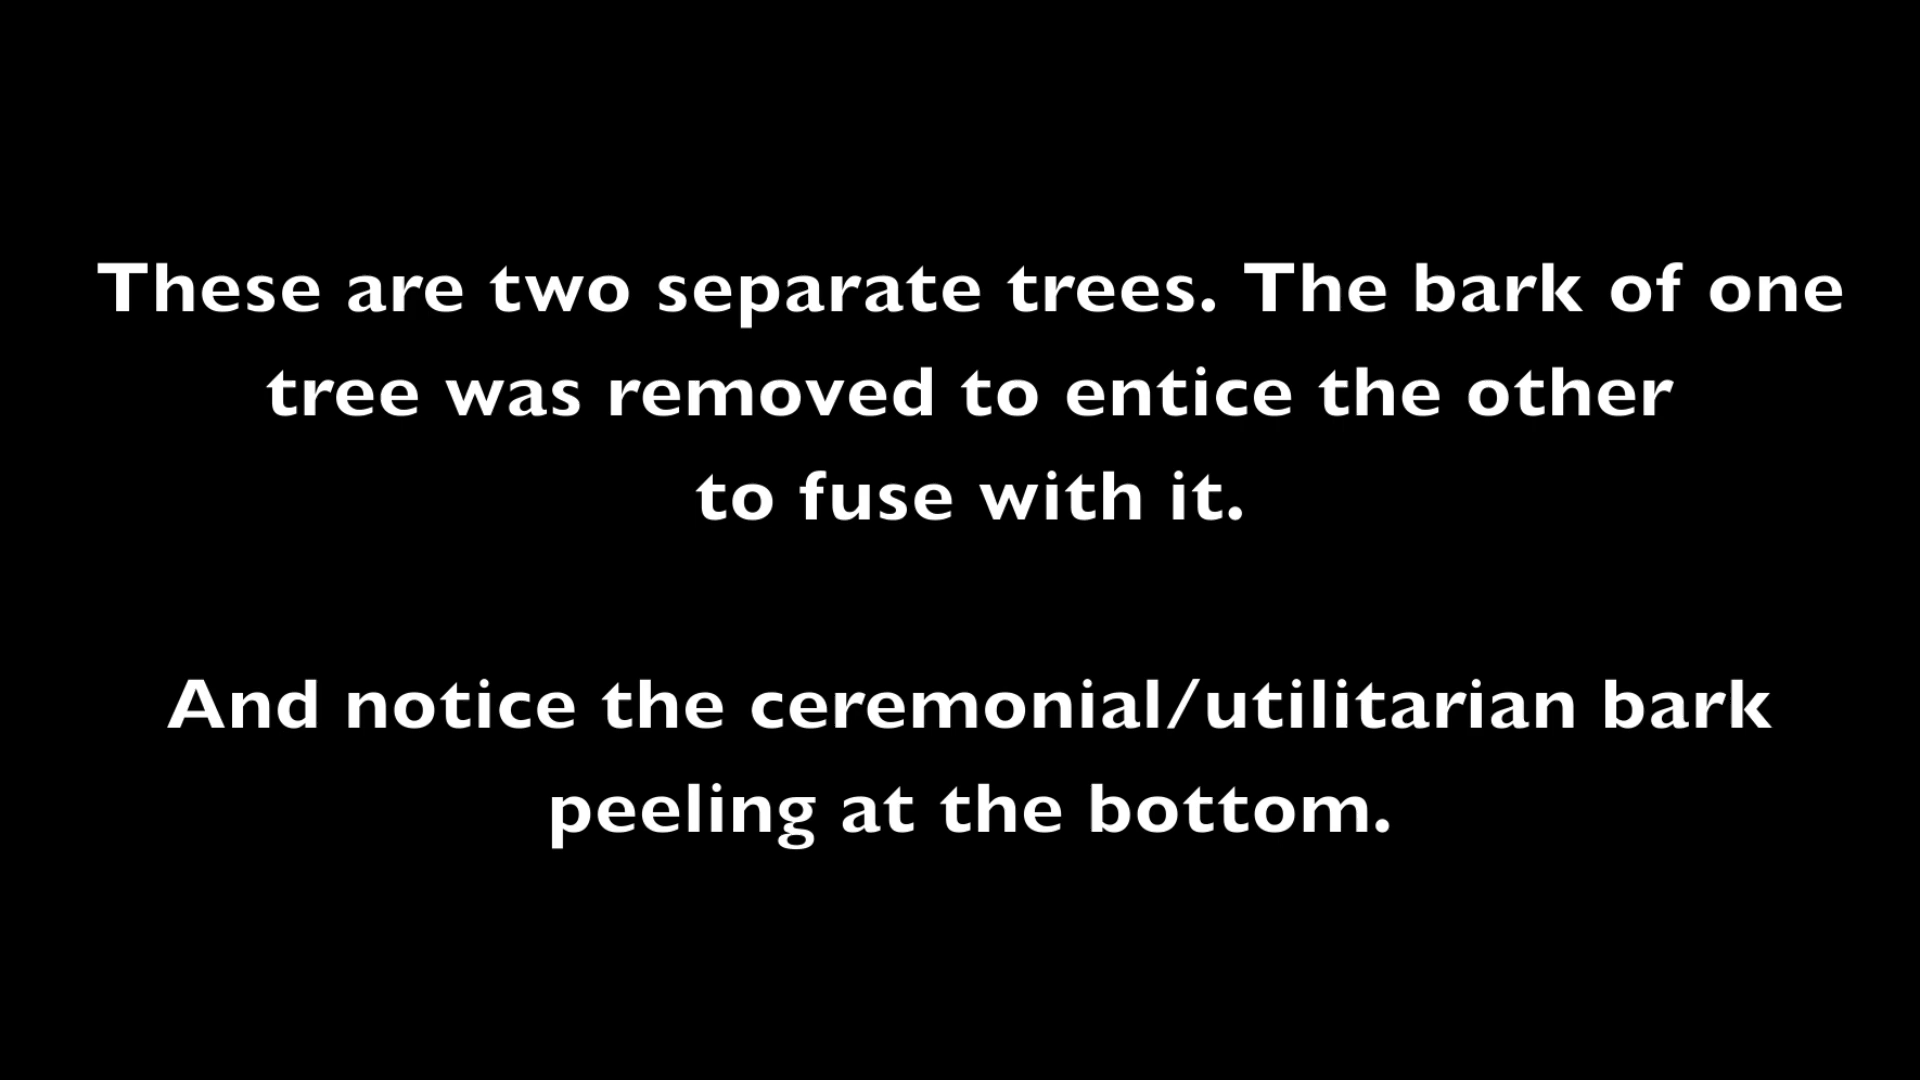 These are two separate trees. The bark of one
tree was removed to entice the other
to fuse with it.
And notice the ceremonial/utilitarian bark
peeling at the bottom.